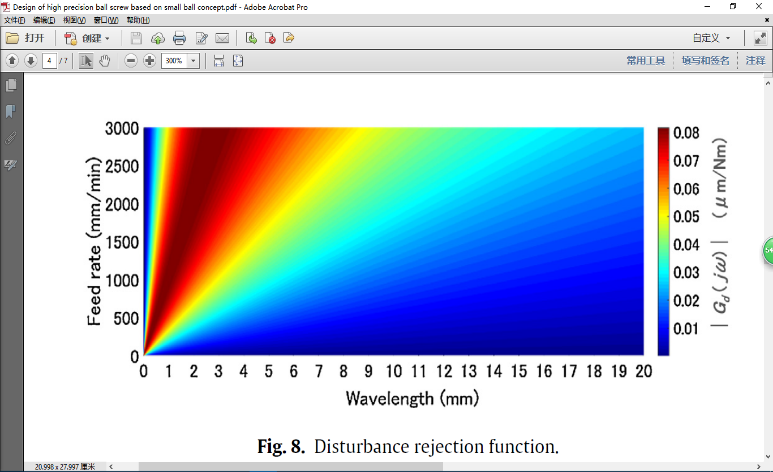 Design of high precision ball screw based on small ball concept.pdf - Adobe Acrobat Pro
文件(F) 编辑(E) 视图(V) 窗口(W) 帮助(H)
打开 创建 自定义
4 / 7 300% 常用工具 填写和签名 注释
3000
2500
2000
1500
1000
500
0
Feed rate (mm/min)
0 1 2 3 4 5 6 7 8 9 10 11 12 13 14 15 16 17 18 19 20
Wavelength (mm)
0.08
0.07
0.06
0.05
0.04
0.03
0.02
0.01
| Gd (jω) | (μm/Nm)
Fig. 8. Disturbance rejection function.
20.998 x 27.997 厘米